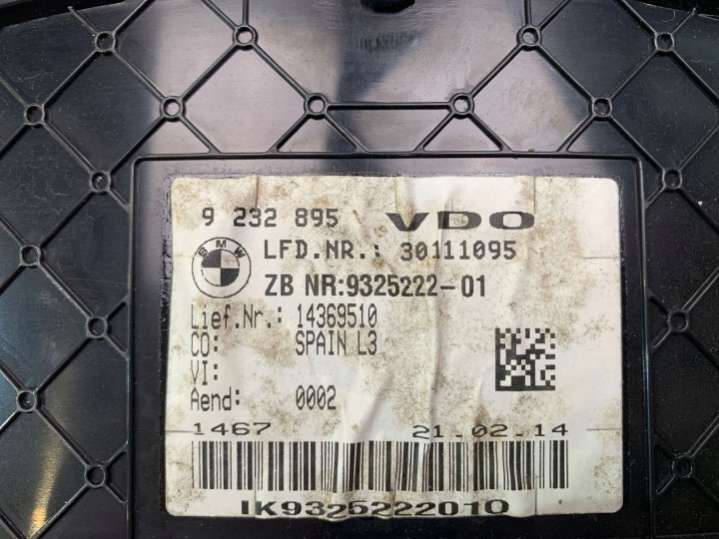 9 232 895 VDO
BMW
LFD.NR.: 30111095
ZB NR:9325222-01
Lief.Nr.: 14369510
CO: SPAIN L3
VI:
Aend: 0002
1467 21.02.14
IK9325222010